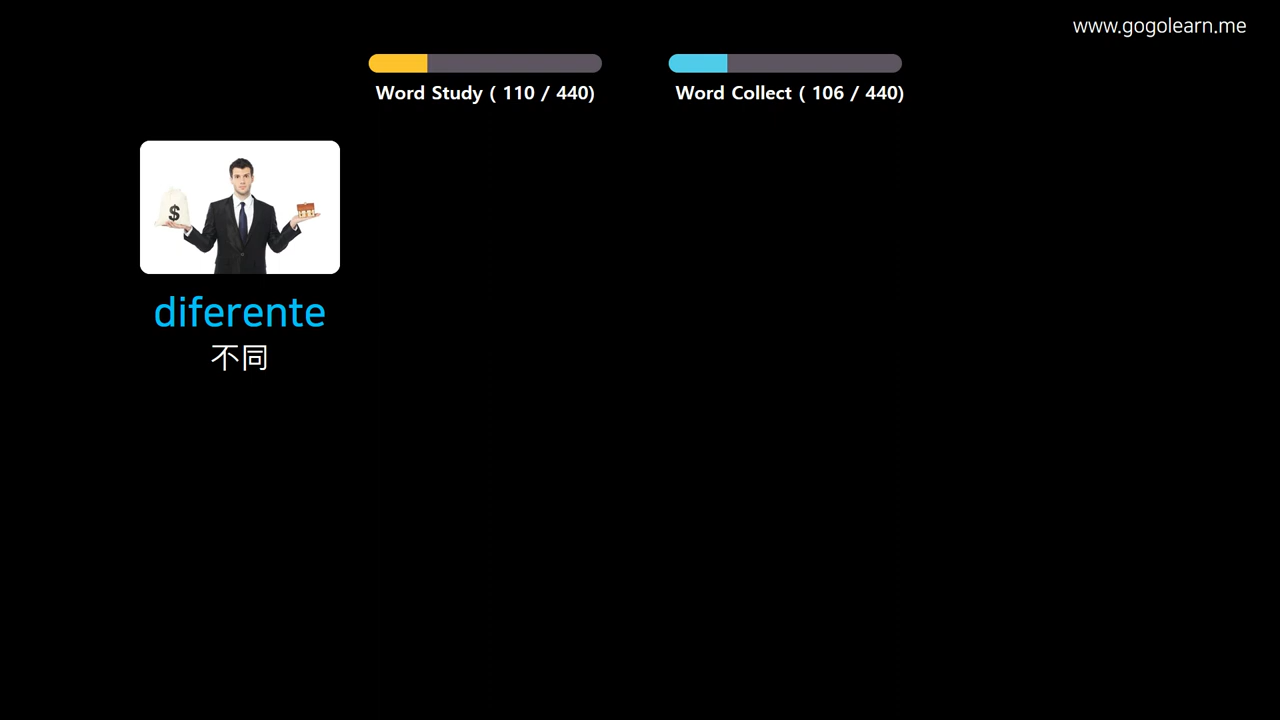 www.gogolearn.me
Word Study ( 110 / 440)
Word Collect ( 106 / 440)
$
diferente
不同